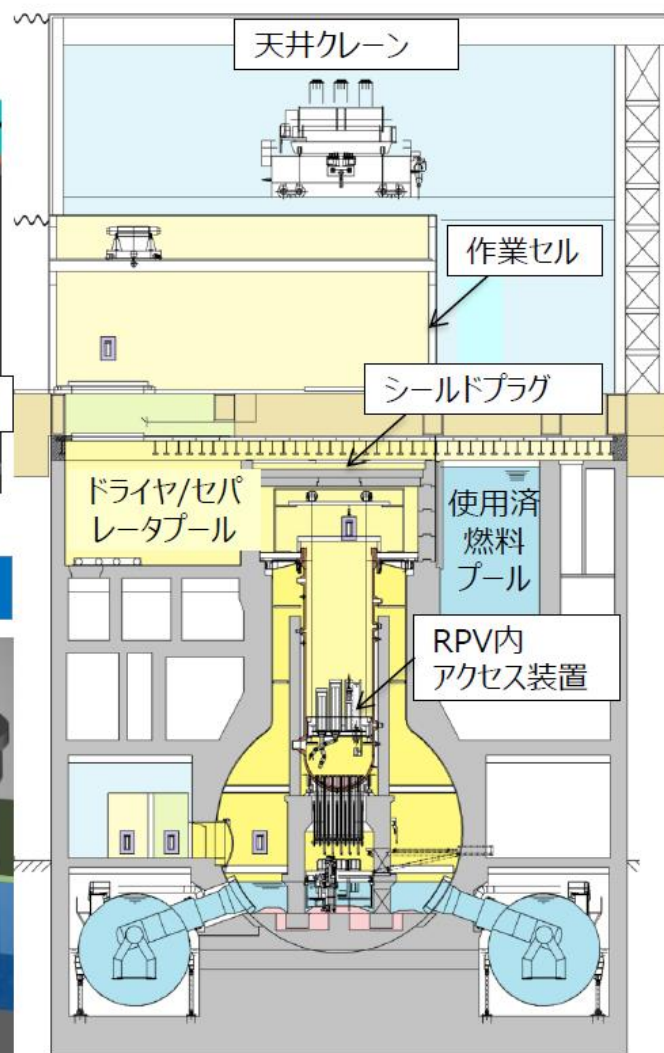 天井クレーン
作業セル
シールドプラグ
ドライヤ/セパ
レータプール
使用済
燃料
プール
RPV内
アクセス装置